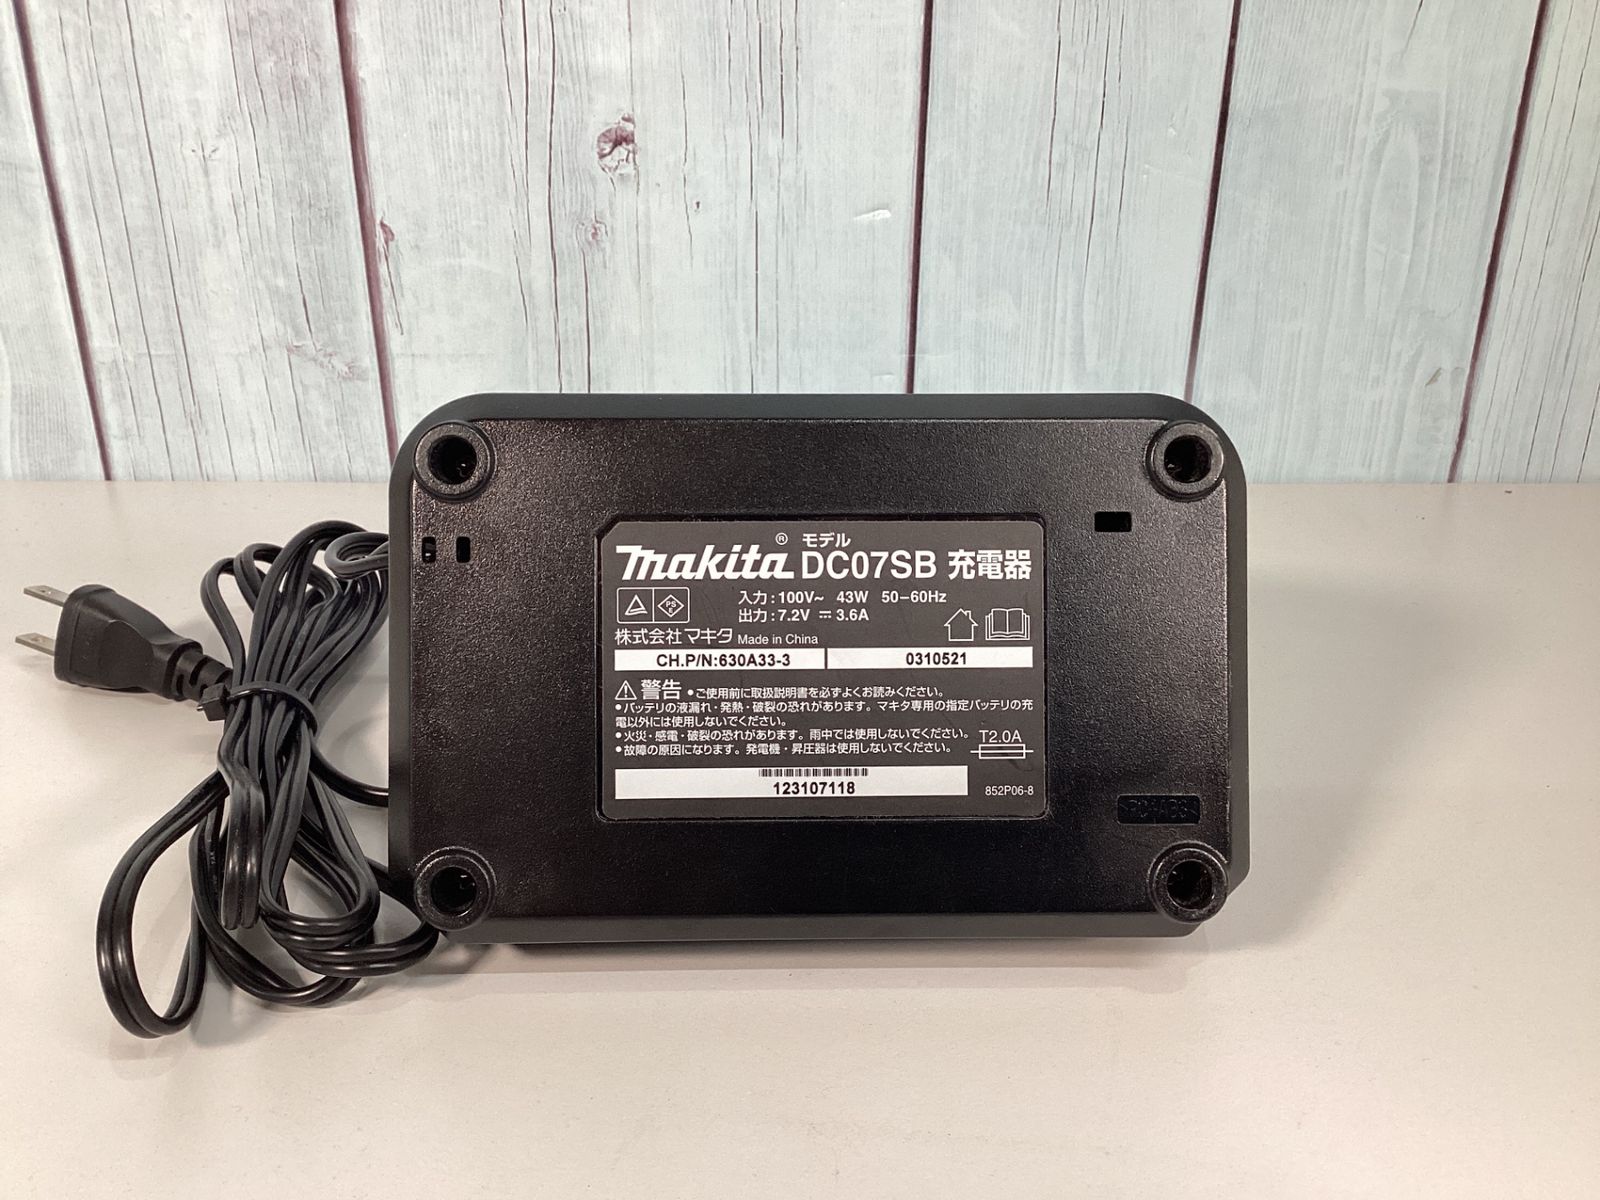 makita® モデル
DC07SB 充電器
PS
E
入力:100V~ 43W 50-60Hz
出力:7.2V ⎓ 3.6A
株式会社マキタ Made in China
CH.P/N:630A33-3 0310521
⚠警告 ●ご使用前に取扱説明書を必ずよくお読みください。
●バッテリの液漏れ・発熱・破裂の恐れがあります。マキタ専用の指定バッテリの充
電以外には使用しないでください。
●火災・感電・破裂の恐れがあります。雨中では使用しないでください。
●故障の原因になります。発電機・昇圧器は使用しないでください。
T2.0A
123107118
852P06-8